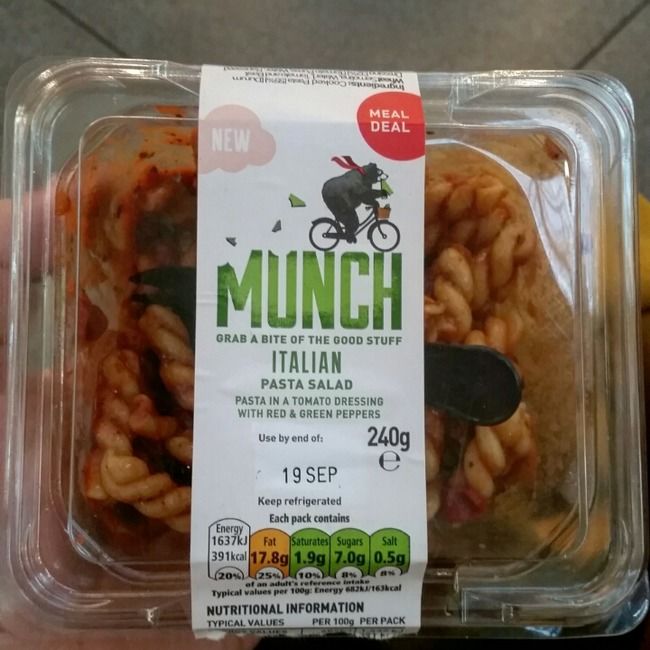 Ingredients: Cooked Pasta
NEW
MEAL
DEAL
MUNCH
GRAB A BITE OF THE GOOD STUFF
ITALIAN
PASTA SALAD
PASTA IN A TOMATO DRESSING
WITH RED & GREEN PEPPERS
Use by end of:
240g
e
19 SEP
Keep refrigerated
Each pack contains
Energy Fat Saturates Sugars Salt
1637kJ
391kcal 17.8g 1.9g 7.0g 0.5g
20% 25% 10% 8% 8%
of an adult's reference intake
Typical values per 100g: Energy 682kJ/163kcal
NUTRITIONAL INFORMATION
TYPICAL VALUES PER 100g PER PACK